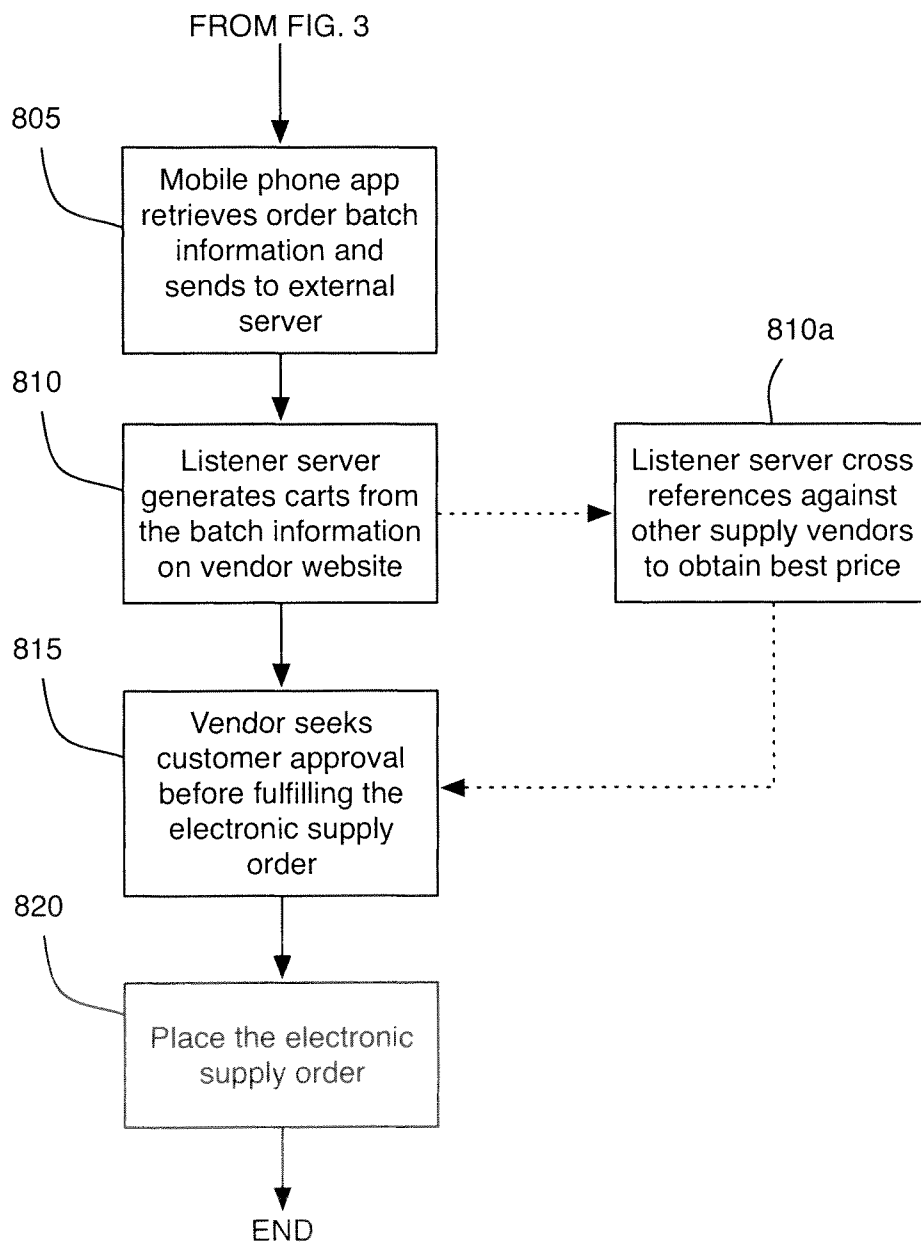 FROM FIG. 3
805
Mobile phone app
retrieves order batch
information and
sends to external
server
810
Listener server
generates carts from
the batch information
on vendor website
810a
Listener server cross
references against
other supply vendors
to obtain best price
815
Vendor seeks
customer approval
before fulfilling the
electronic supply
order
820
Place the electronic
supply order
END